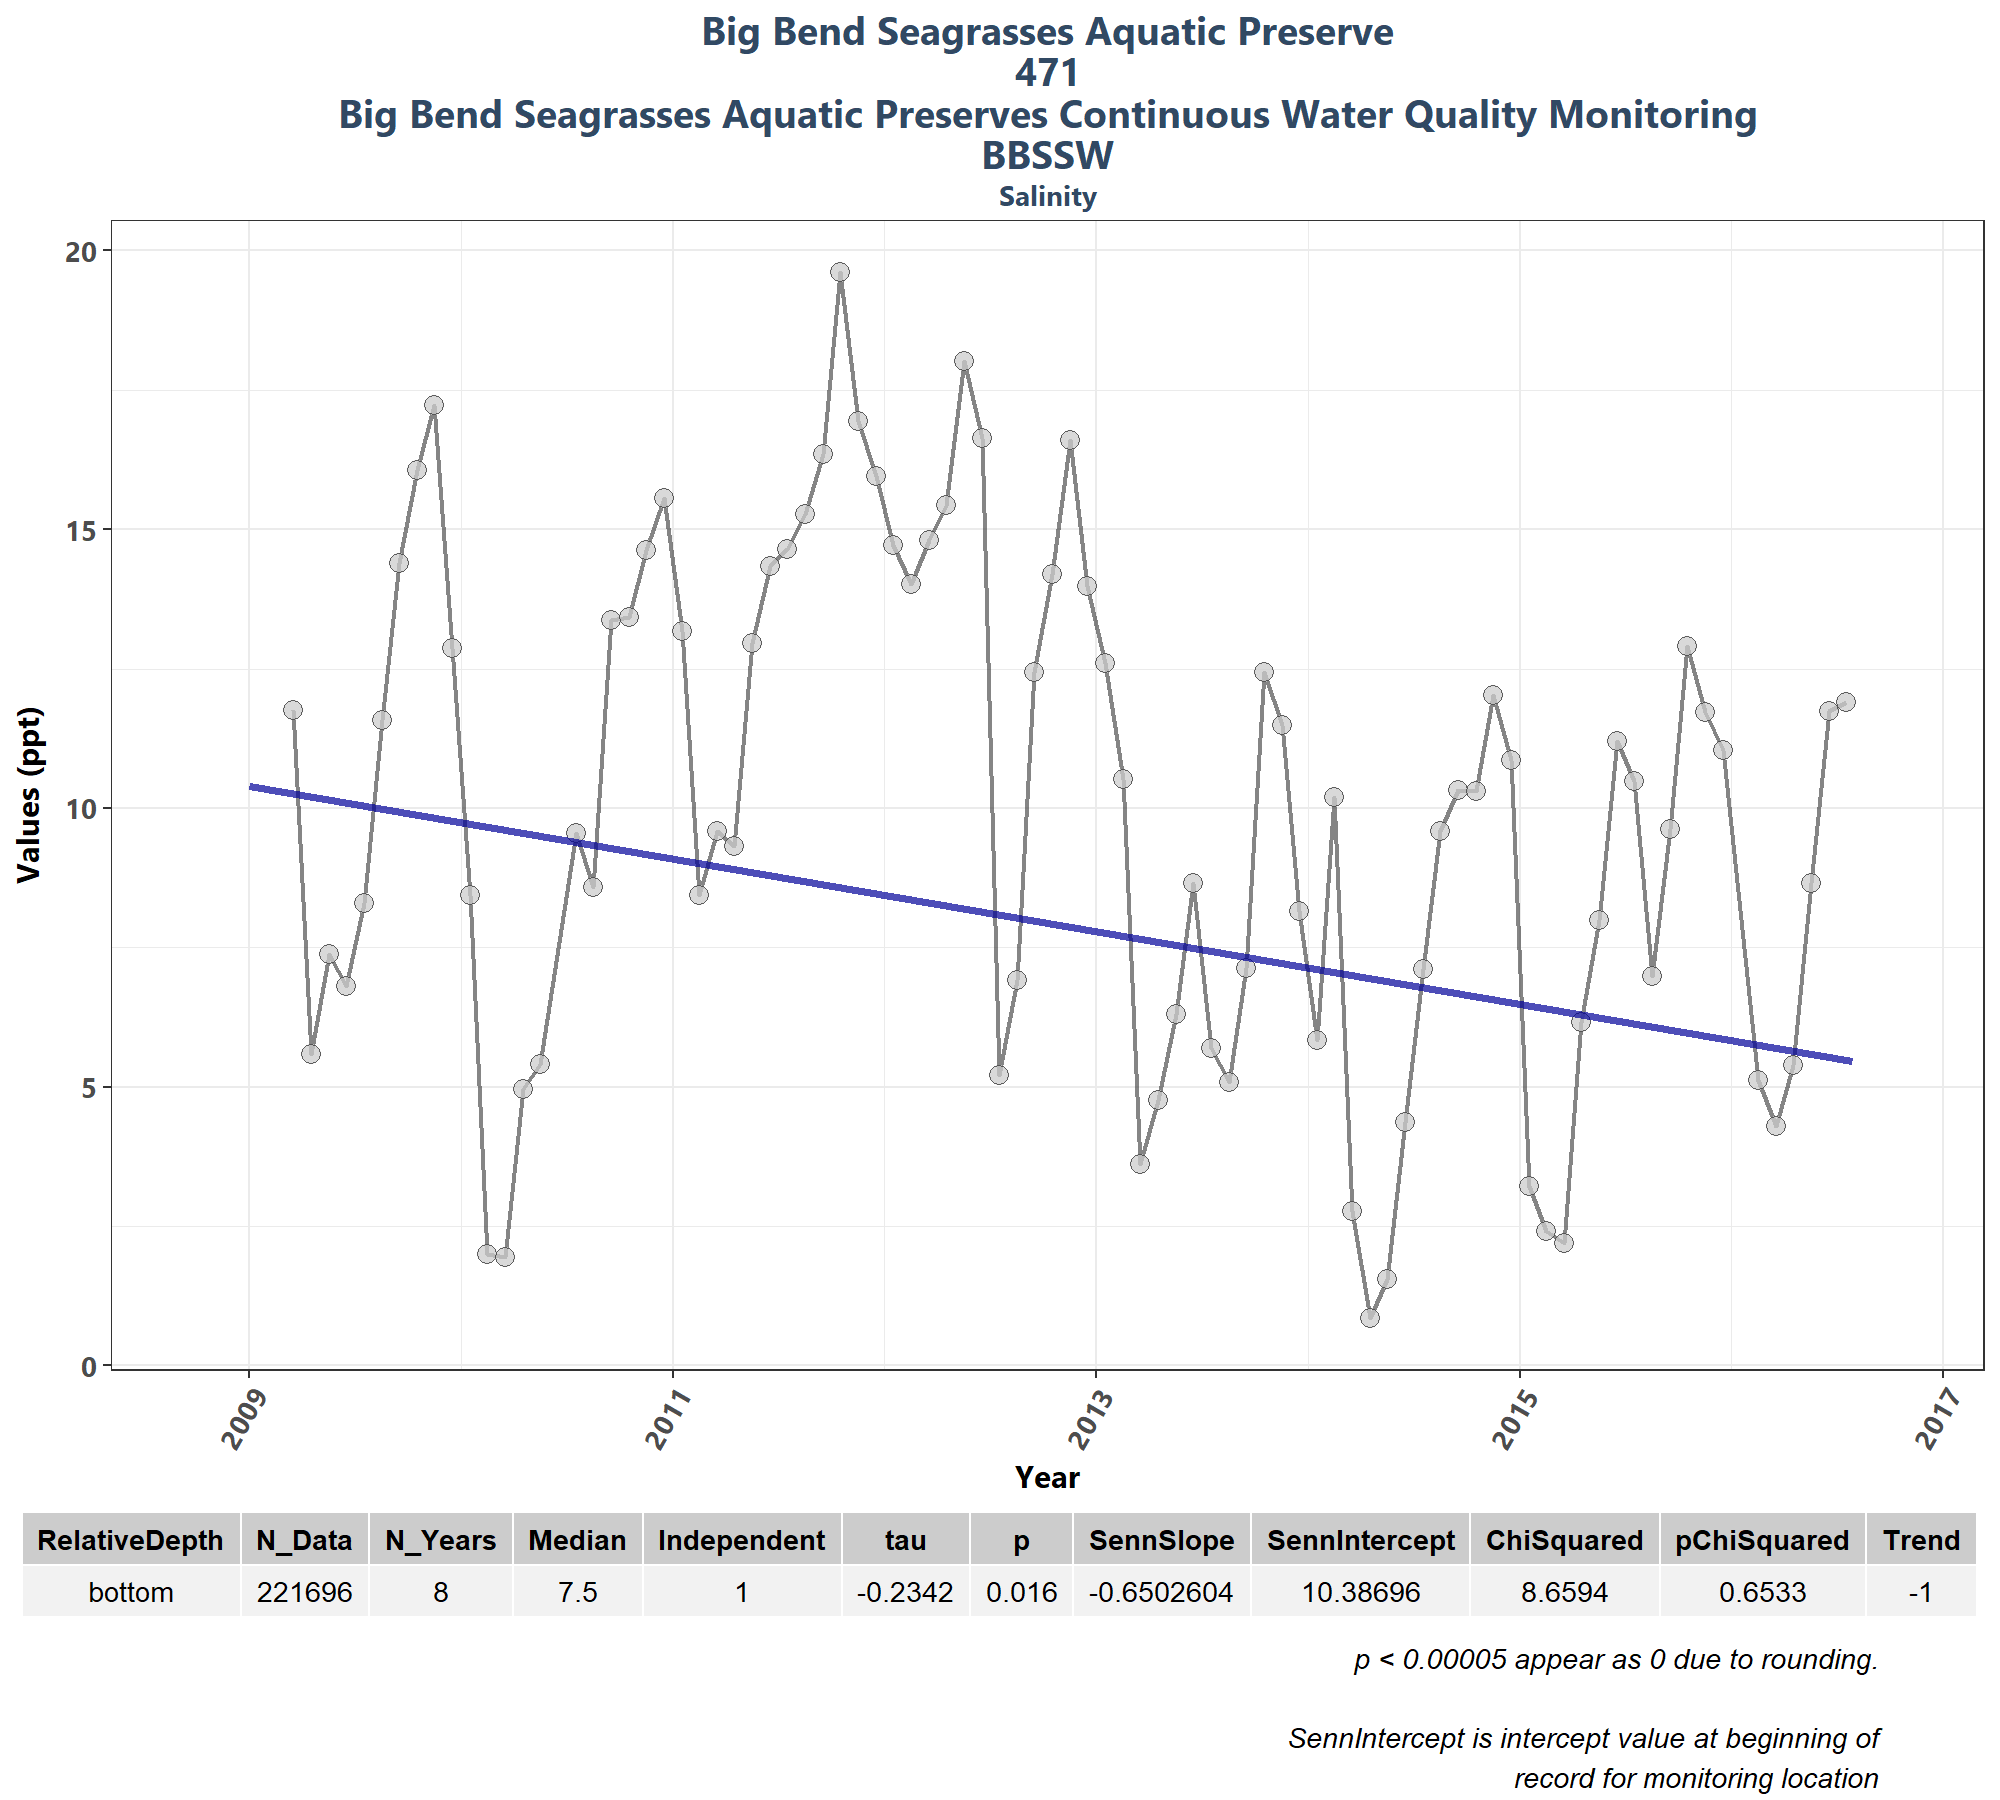 Big Bend Seagrasses Aquatic Preserve
471
Big Bend Seagrasses Aquatic Preserves Continuous Water Quality Monitoring
BBSSW
Salinity
Values (ppt)
20
15
10
5
0
2009 2011 2013 2015 2017
Year
RelativeDepth N_Data N_Years Median Independent tau p SennSlope SennIntercept ChiSquared pChiSquared Trend
bottom 221696 8 7.5 1 -0.2342 0.016 -0.6502604 10.38696 8.6594 0.6533 -1
p < 0.00005 appear as 0 due to rounding.
SennIntercept is intercept value at beginning of
record for monitoring location